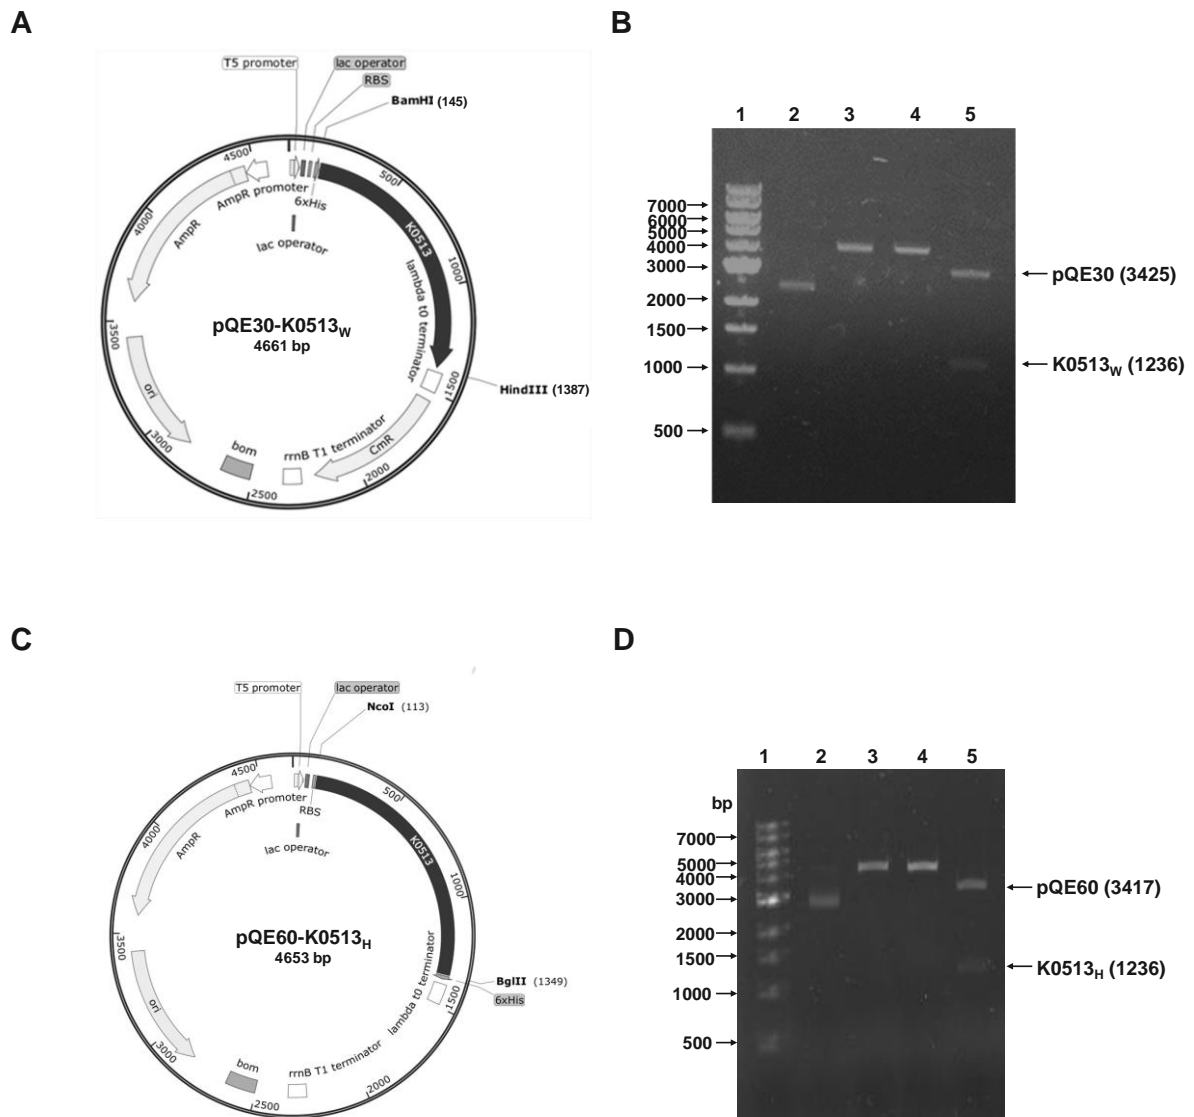 A
T5 promoter
lac operator
RBS
BamHI (145)
4500
500
AmpR promoter
6xHis
4000
AmpR
lac operator
K0513
1000
lambda t0 terminator
pQE30-K0513W
4661 bp
3500
HindIII (1387)
1500
ori
rrnB T1 terminator
CmR
3000
bom
2000
2500
B
1 2 3 4 5
7000
6000
5000
4000
3000
2000
1500
1000
500
pQE30 (3425)
K0513W (1236)
C
T5 promoter
lac operator
NcoI (113)
4500
500
AmpR promoter
RBS
4000
AmpR
lac operator
K0513
1000
lambda t0 terminator
pQE60-K0513H
4653 bp
3500
BglII (1349)
6xHis
1500
ori
rrnB T1 terminator
3000
bom
2000
2500
D
1 2 3 4 5
bp
7000
5000
4000
3000
2000
1500
1000
500
pQE60 (3417)
K0513H (1236)